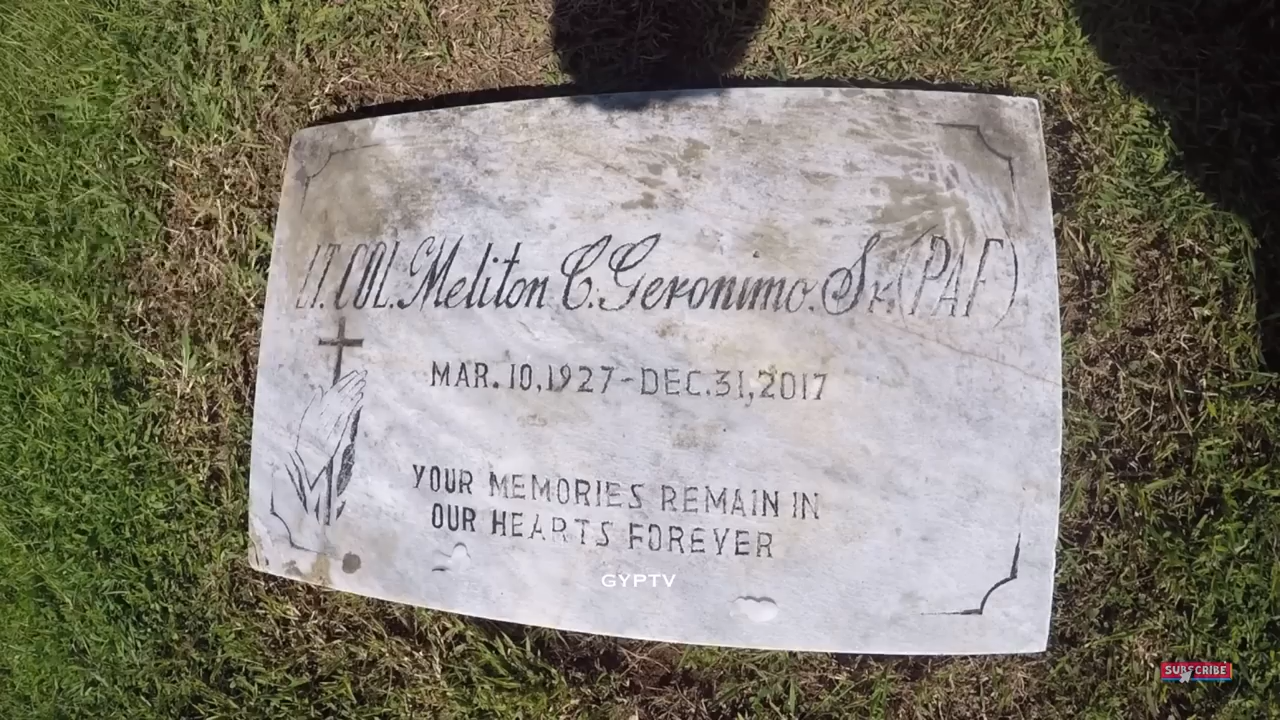 LT. COL. Meliton C. Geronimo. Sr. (PAF)
MAR. 10, 1927 - DEC. 31, 2017
YOUR MEMORIES REMAIN IN
OUR HEARTS FOREVER
GYPTV
SUBSCRIBE